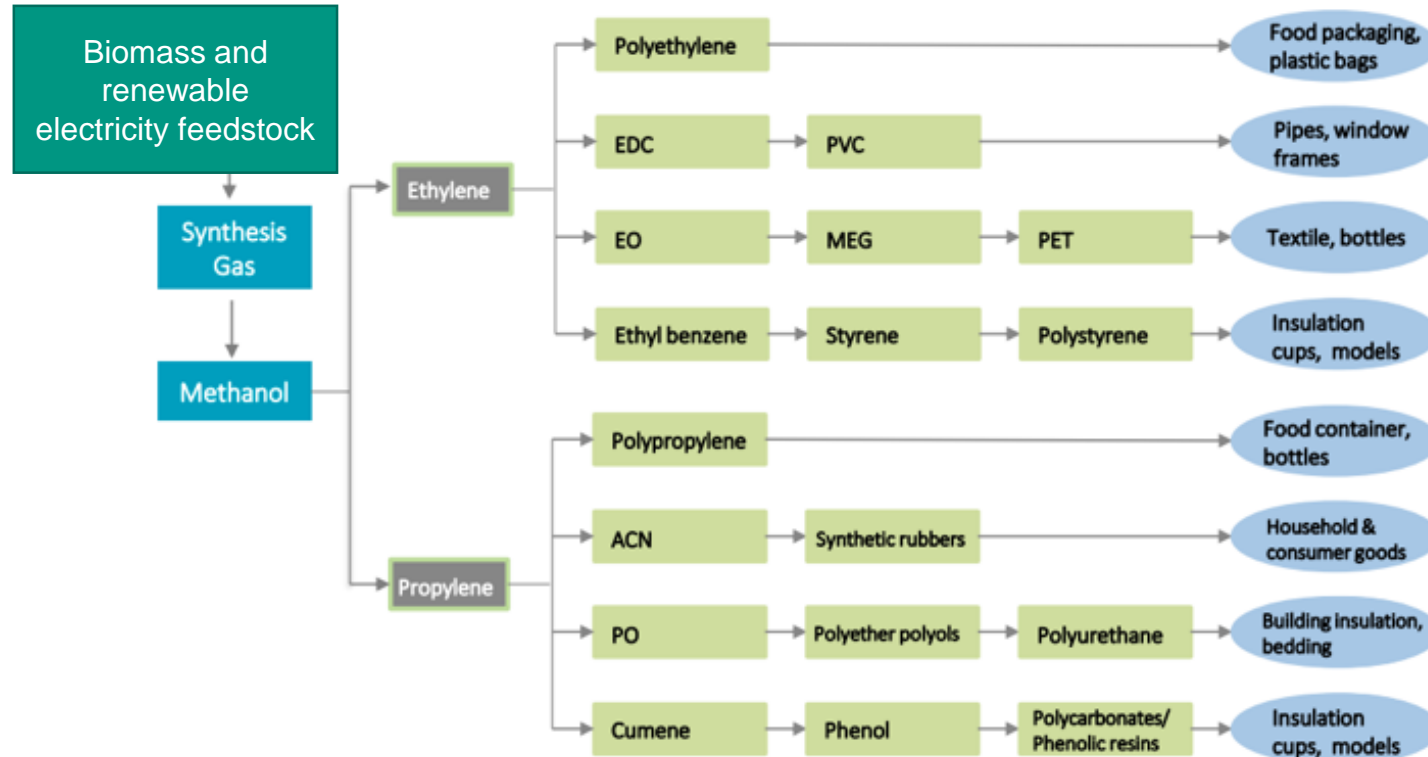 Biomass and
renewable
electricity feedstock
Synthesis
Gas
Methanol
Ethylene
Propylene
Polyethylene
Food packaging,
plastic bags
EDC
PVC
Pipes, window
frames
EO
MEG
PET
Textile, bottles
Ethyl benzene
Styrene
Polystyrene
Insulation
cups, models
Polypropylene
Food container,
bottles
ACN
Synthetic rubbers
Household &
consumer goods
PO
Polyether polyols
Polyurethane
Building insulation,
bedding
Cumene
Phenol
Polycarbonates/
Phenolic resins
Insulation
cups, models